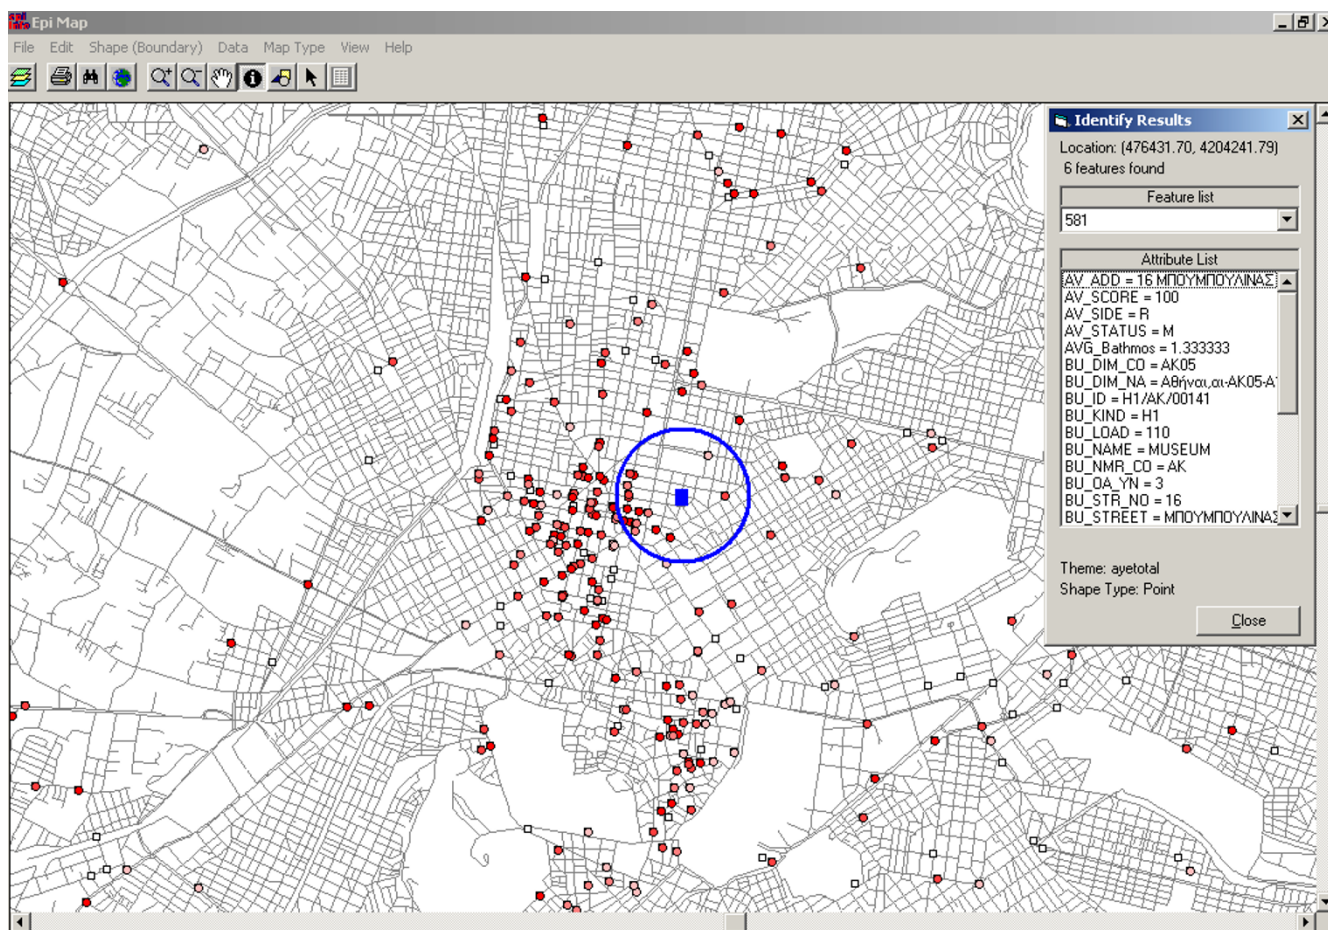 Epi Map
File Edit Shape (Boundary) Data Map Type View Help
Identify Results
Location: (476431.70, 4204241.79)
6 features found
Feature list
581
Attribute List
AV_ADD = 16 ΜΠΟΥΜΠΟΥΛΙΝΑΣ
AV_SCORE = 100
AV_SIDE = R
AV_STATUS = M
AVG_Bathmos = 1.333333
BU_DIM_CO = AK05
BU_DIM_NA = Αθήναι,αι-AK05-A
BU_ID = H1/AK/00141
BU_KIND = H1
BU_LOAD = 110
BU_NAME = MUSEUM
BU_NMR_CO = AK
BU_OA_YN = 3
BU_STR_NO = 16
BU_STREET = ΜΠΟΥΜΠΟΥΛΙΝΑΣ
Theme: ayetotal
Shape Type: Point
Close